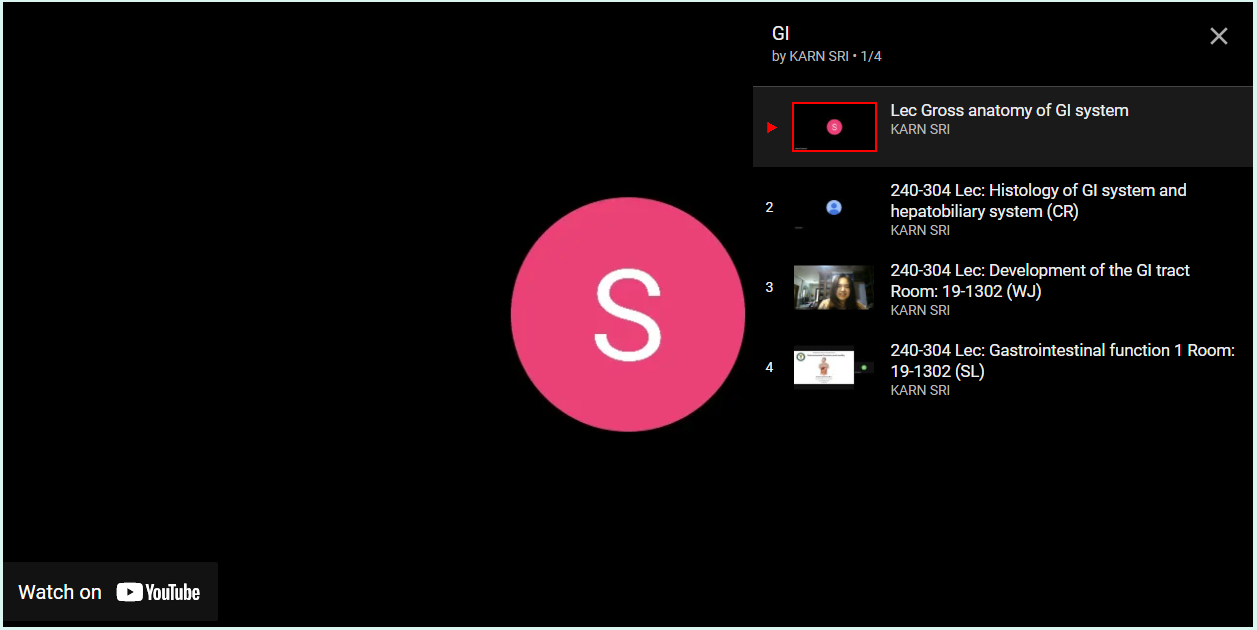 GI
by KARN SRI • 1/4
S
Lec Gross anatomy of GI system
KARN SRI
2
240-304 Lec: Histology of GI system and
hepatobiliary system (CR)
KARN SRI
3
240-304 Lec: Development of the GI tract
Room: 19-1302 (WJ)
KARN SRI
4
240-304 Lec: Gastrointestinal function 1 Room:
19-1302 (SL)
KARN SRI
S
Watch on YouTube